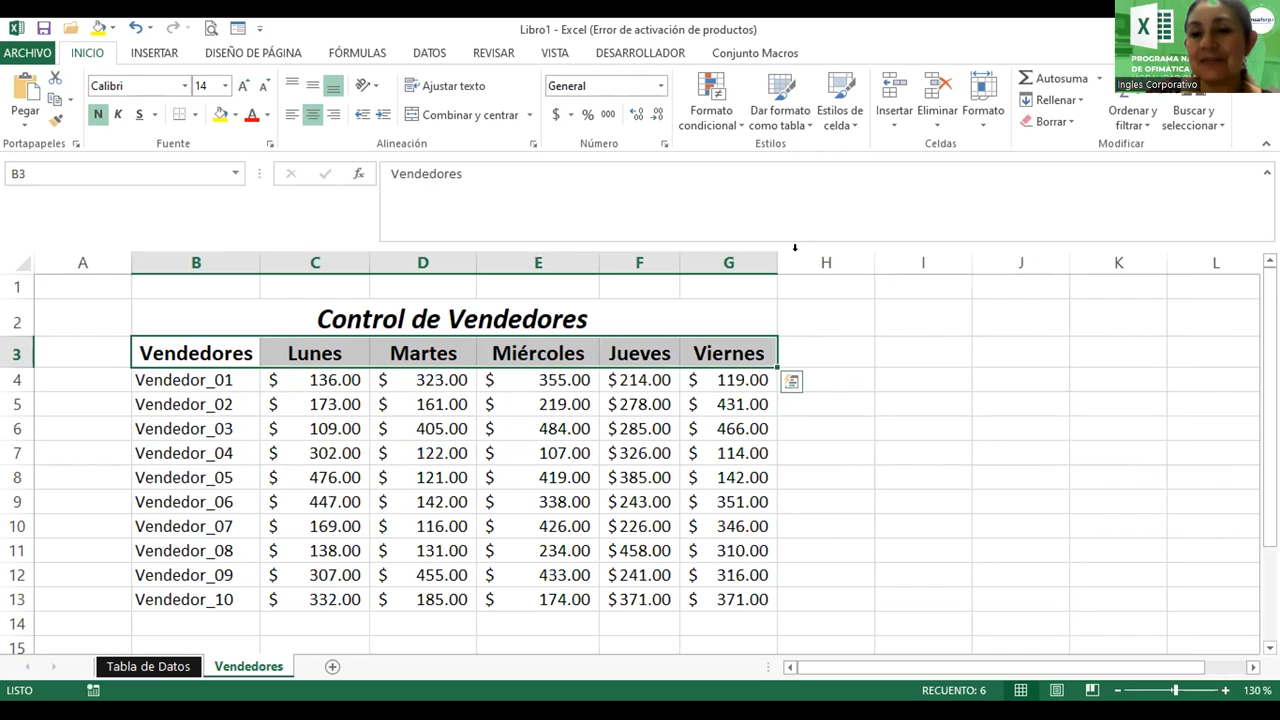 Libro1 - Excel (Error de activación de productos)
ARCHIVO INICIO INSERTAR DISEÑO DE PÁGINA FÓRMULAS DATOS REVISAR VISTA DESARROLLADOR Conjunto Macros
PROGRAMA NA
DE OFIMÁTICA
Ingles Corporativo
Pegar
Calibri 14
N K S
Ajustar texto
Combinar y centrar
General
$ % 000
Formato condicional
Dar formato como tabla
Estilos de celda
Insertar
Eliminar
Formato
Autosuma
Rellenar
Borrar
Ordenar y filtrar
Buscar y seleccionar
Portapapeles Fuente Alineación Número Estilos Celdas Modificar
B3 fx Vendedores
A B C D E F G H I J K L
1
2 Control de Vendedores
3 Vendedores Lunes Martes Miércoles Jueves Viernes
4 Vendedor_01 $ 136.00 $ 323.00 $ 355.00 $ 214.00 $ 119.00
5 Vendedor_02 $ 173.00 $ 161.00 $ 219.00 $ 278.00 $ 431.00
6 Vendedor_03 $ 109.00 $ 405.00 $ 484.00 $ 285.00 $ 466.00
7 Vendedor_04 $ 302.00 $ 122.00 $ 107.00 $ 326.00 $ 114.00
8 Vendedor_05 $ 476.00 $ 121.00 $ 419.00 $ 385.00 $ 142.00
9 Vendedor_06 $ 447.00 $ 142.00 $ 338.00 $ 243.00 $ 351.00
10 Vendedor_07 $ 169.00 $ 116.00 $ 426.00 $ 226.00 $ 346.00
11 Vendedor_08 $ 138.00 $ 131.00 $ 234.00 $ 458.00 $ 310.00
12 Vendedor_09 $ 307.00 $ 455.00 $ 433.00 $ 241.00 $ 316.00
13 Vendedor_10 $ 332.00 $ 185.00 $ 174.00 $ 371.00 $ 371.00
14
15
Tabla de Datos Vendedores
LISTO RECUENTO: 6 130 %